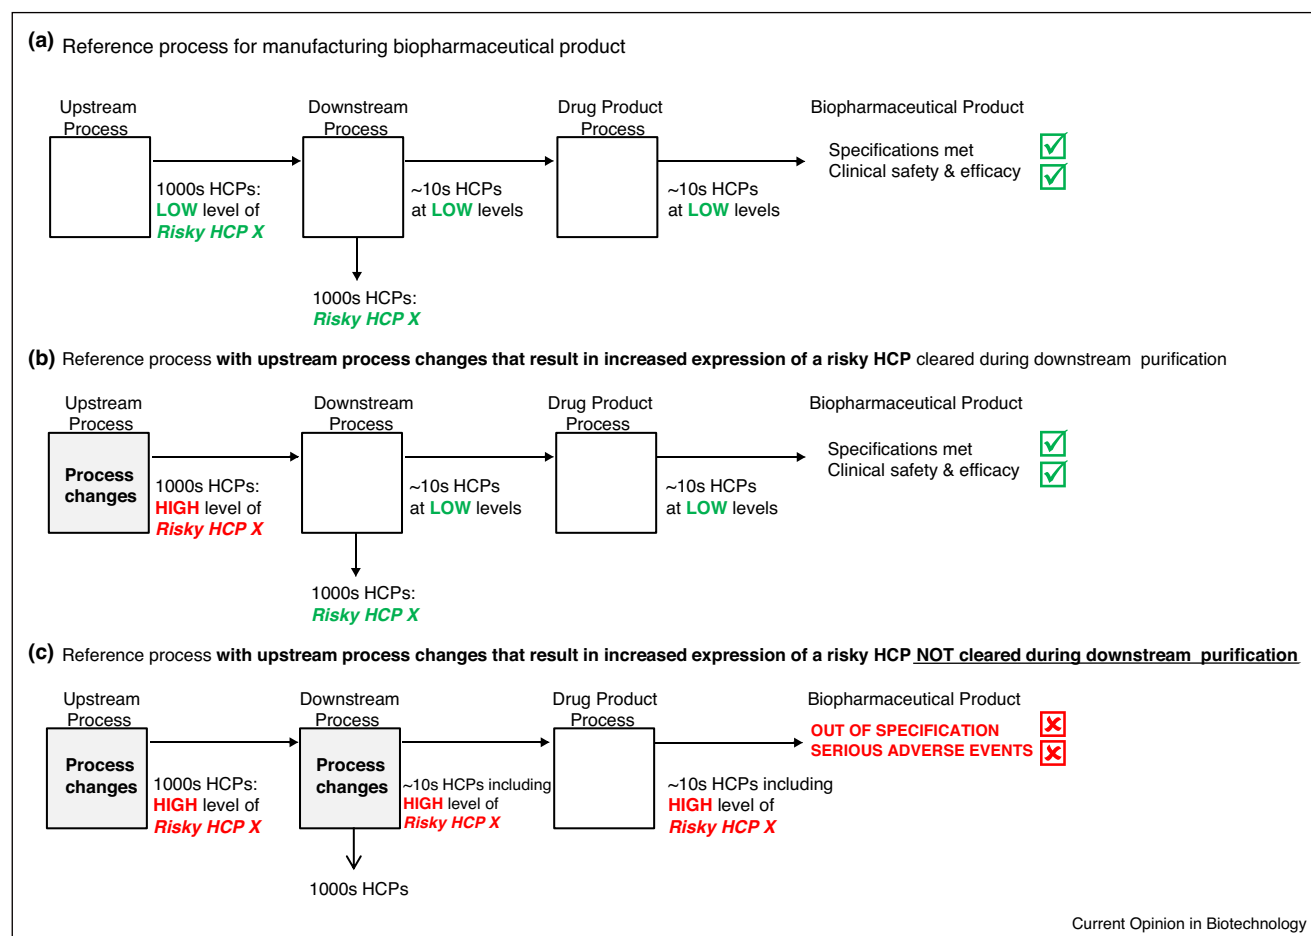 (a) Reference process for manufacturing biopharmaceutical product
Upstream
Process
Downstream
Process
Drug Product
Process
Biopharmaceutical Product
1000s HCPs:
LOW level of
Risky HCP X
~10s HCPs
at LOW levels
~10s HCPs
at LOW levels
Specifications met
Clinical safety & efficacy
1000s HCPs:
Risky HCP X
(b) Reference process with upstream process changes that result in increased expression of a risky HCP cleared during downstream purification
Upstream
Process
Downstream
Process
Drug Product
Process
Biopharmaceutical Product
Process
changes
1000s HCPs:
HIGH level of
Risky HCP X
~10s HCPs
at LOW levels
~10s HCPs
at LOW levels
Specifications met
Clinical safety & efficacy
1000s HCPs:
Risky HCP X
(c) Reference process with upstream process changes that result in increased expression of a risky HCP NOT cleared during downstream purification
Upstream
Process
Downstream
Process
Drug Product
Process
Biopharmaceutical Product
Process
changes
1000s HCPs:
HIGH level of
Risky HCP X
Process
changes
~10s HCPs including
HIGH level of
Risky HCP X
~10s HCPs including
HIGH level of
Risky HCP X
OUT OF SPECIFICATION
SERIOUS ADVERSE EVENTS
1000s HCPs
Current Opinion in Biotechnology